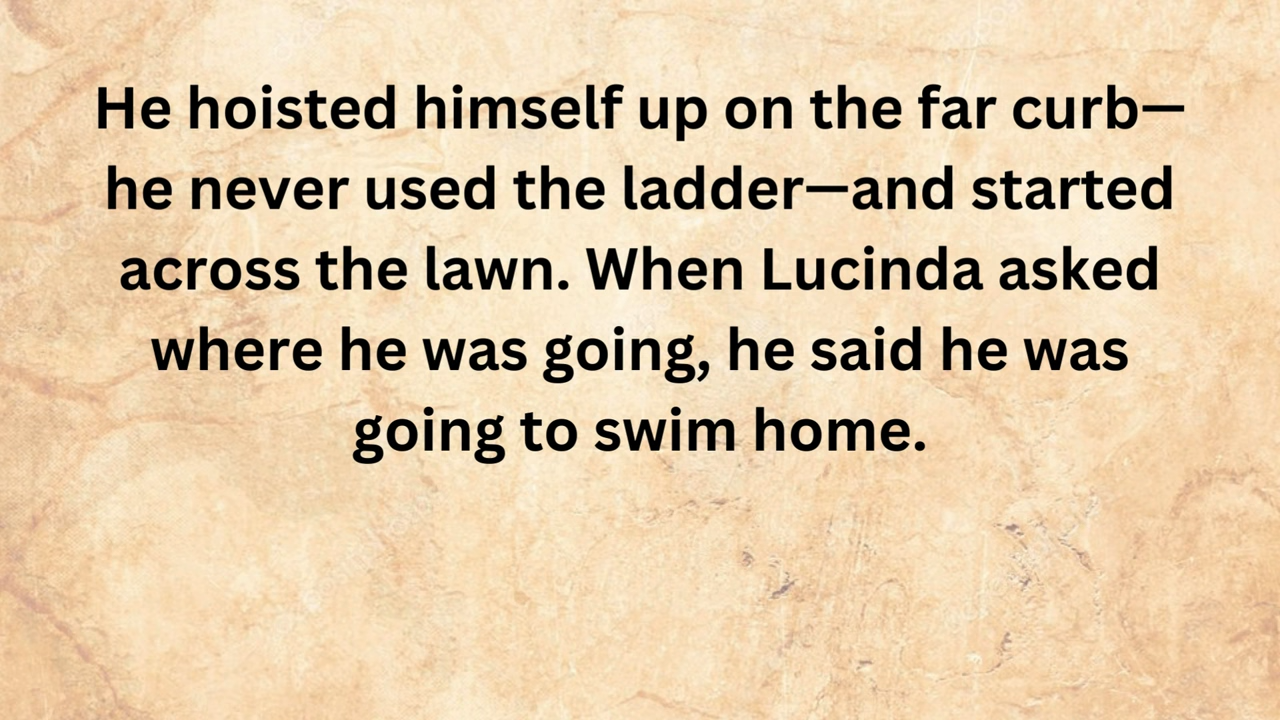 He hoisted himself up on the far curb—
he never used the ladder—and started
across the lawn. When Lucinda asked
where he was going, he said he was
going to swim home.